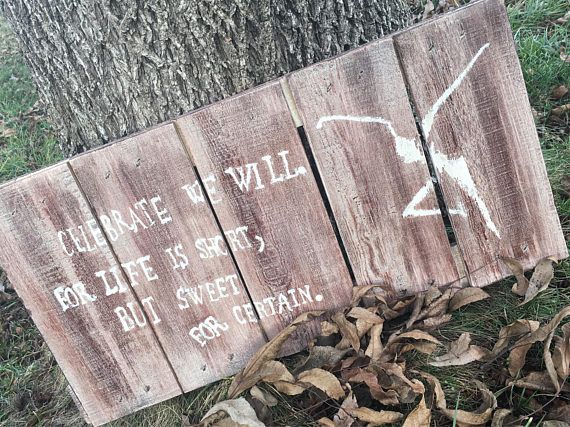 CELEBRATE WE WILL.
FOR LIFE IS SHORT,
BUT SWEET
FOR CERTAIN.